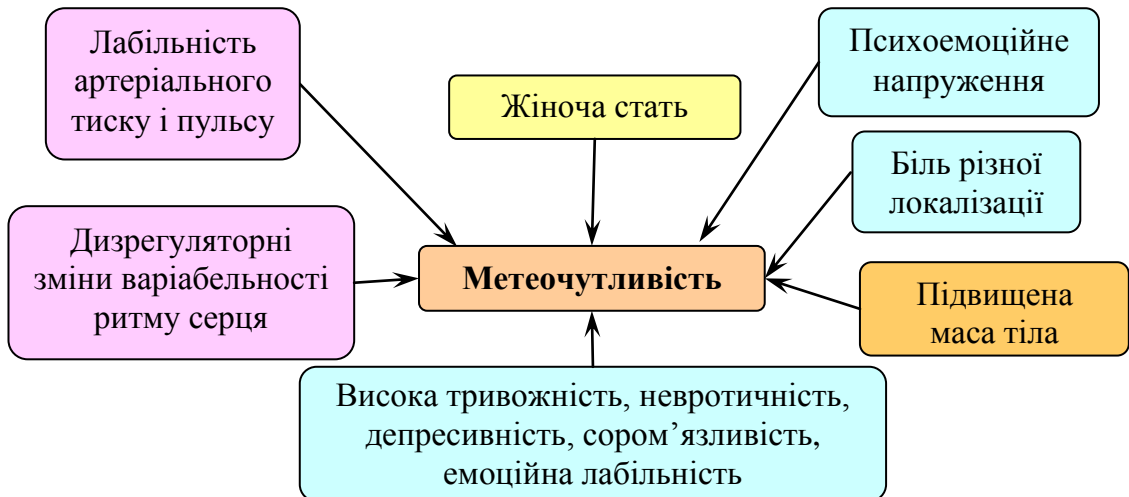 Лабільність
артеріального
тиску і пульсу
Жіноча стать
Психоемоційне
напруження
Біль різної
локалізації
Дизрегуляторні
зміни варіабельності
ритму серця
Метеочутливість
Підвищена
маса тіла
Висока тривожність, невротичність,
депресивність, сором’язливість,
емоційна лабільність